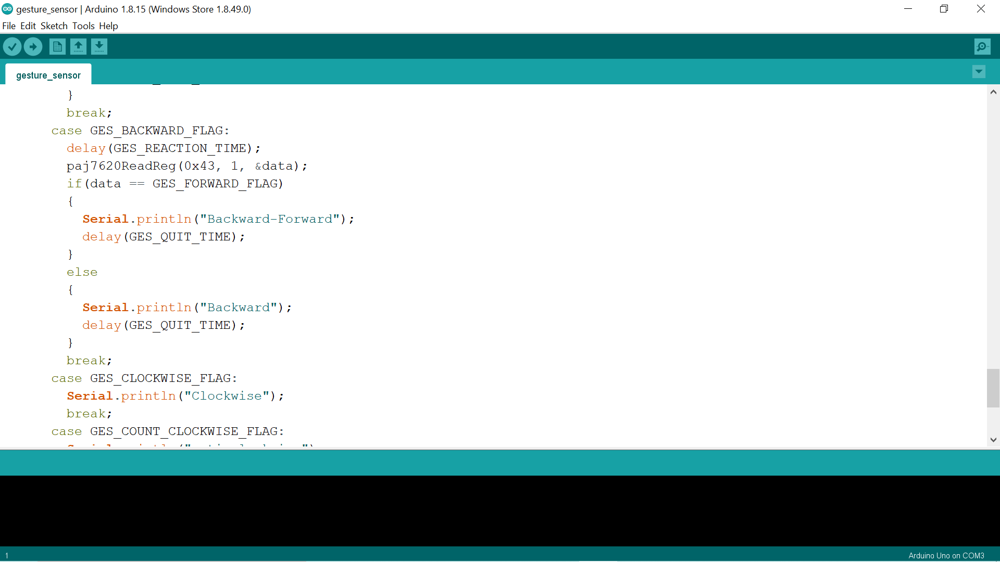 gesture_sensor | Arduino 1.8.15 (Windows Store 1.8.49.0)
File Edit Sketch Tools Help
gesture_sensor
}
break;
case GES_BACKWARD_FLAG:
delay(GES_REACTION_TIME);
paj7620ReadReg(0x43, 1, &data);
if(data == GES_FORWARD_FLAG)
{
Serial.println("Backward-Forward");
delay(GES_QUIT_TIME);
}
else
{
Serial.println("Backward");
delay(GES_QUIT_TIME);
}
break;
case GES_CLOCKWISE_FLAG:
Serial.println("Clockwise");
break;
case GES_COUNT_CLOCKWISE_FLAG:
1
Arduino Uno on COM3